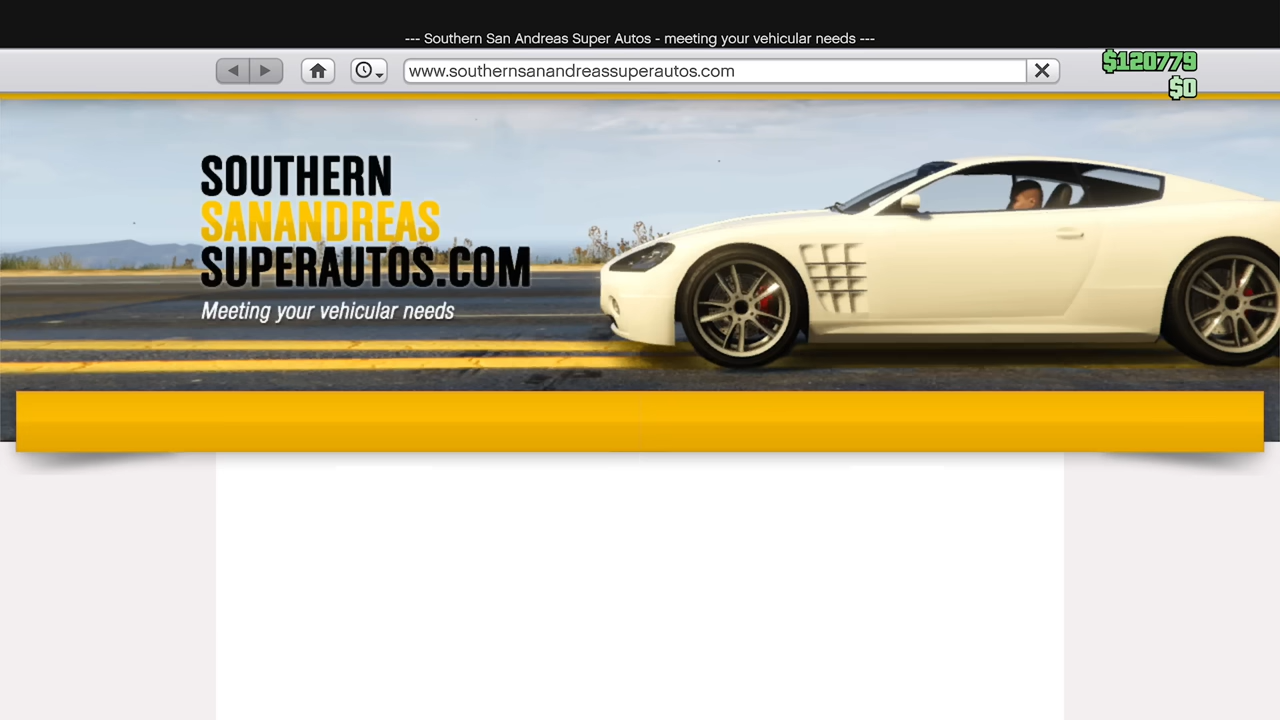 --- Southern San Andreas Super Autos - meeting your vehicular needs ---
www.southernsanandreassuperautos.com
$120779
$0
SOUTHERN
SANANDREAS
SUPERAUTOS.COM
Meeting your vehicular needs